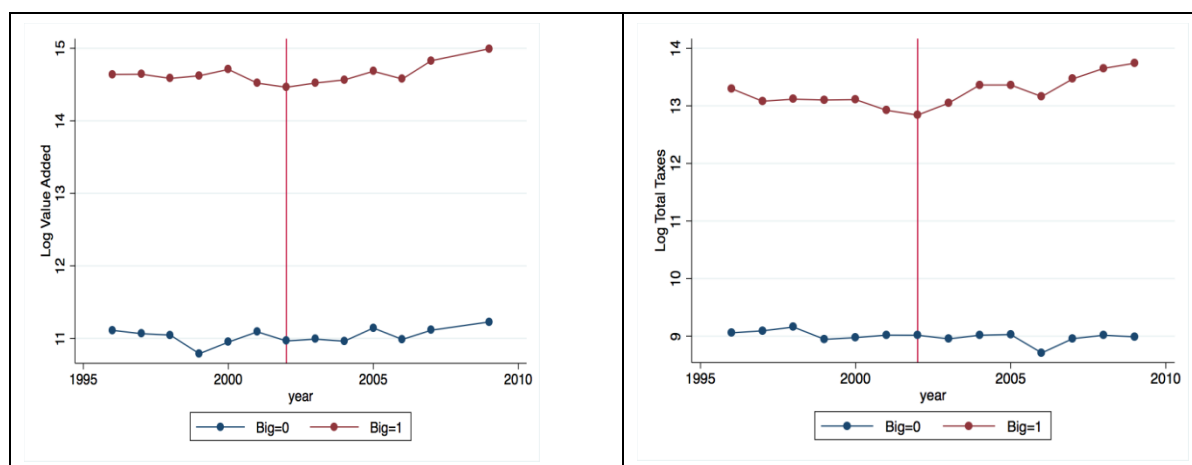 Log Value Added
15
14
13
12
11
1995 2000 2005 2010
year
Big=0 Big=1
Log Total Taxes
14
13
12
11
10
9
1995 2000 2005 2010
year
Big=0 Big=1